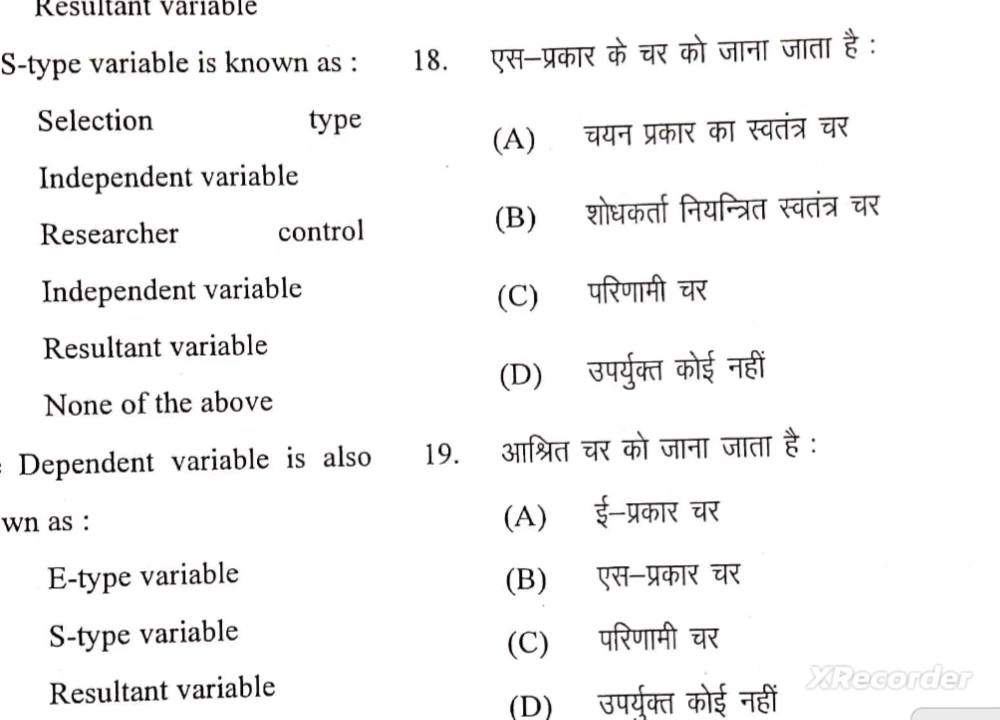 Resultant variable
S-type variable is known as :
Selection type
Independent variable
Researcher control
Independent variable
Resultant variable
None of the above
Dependent variable is also
wn as :
E-type variable
S-type variable
Resultant variable
18. एस–प्रकार के चर को जाना जाता है :
(A) चयन प्रकार का स्वतंत्र चर
(B) शोधकर्ता नियन्त्रित स्वतंत्र चर
(C) परिणामी चर
(D) उपर्युक्त कोई नहीं
19. आश्रित चर को जाना जाता है :
(A) ई–प्रकार चर
(B) एस–प्रकार चर
(C) परिणामी चर
(D) उपर्युक्त कोई नहीं
XRecorder